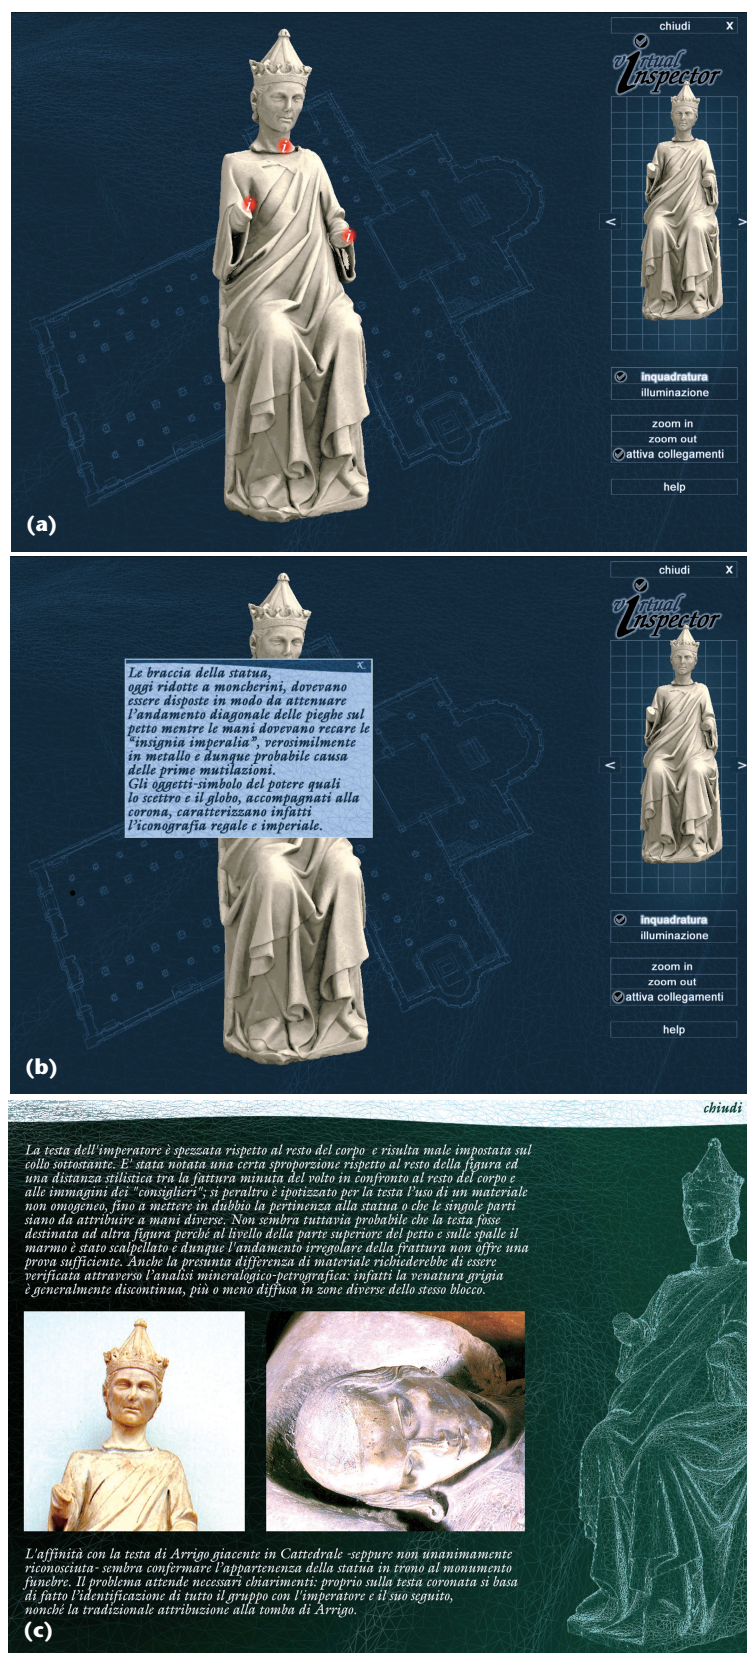 chiudi X
virtual
Inspector
i
i
i
< >
inquadratura
illuminazione
zoom in
zoom out
attiva collegamenti
help
(a)
chiudi X
virtual
Inspector
x
Le braccia della statua,
oggi ridotte a moncherini, dovevano
essere disposte in modo da attenuare
l'andamento diagonale delle pieghe sul
petto mentre le mani dovevano recare le
"insignia imperalia", verosimilmente
in metallo e dunque probabile causa
delle prime mutilazioni.
Gli oggetti-simbolo del potere quali
lo scettro e il globo, accompagnati alla
corona, caratterizzano infatti
l'iconografia regale e imperiale.
< >
inquadratura
illuminazione
zoom in
zoom out
attiva collegamenti
help
(b)
chiudi
La testa dell'imperatore è spezzata rispetto al resto del corpo e risulta male impostata sul
collo sottostante. E' stata notata una certa sproporzione rispetto al resto della figura ed
una distanza stilistica tra la fattura minuta del volto in confronto al resto del corpo e
alle immagini dei "consiglieri"; si peraltro è ipotizzato per la testa l'uso di un materiale
non omogeneo, fino a mettere in dubbio la pertinenza alla statua o che le singole parti
siano da attribuire a mani diverse. Non sembra tuttavia probabile che la testa fosse
destinata ad altra figura perché al livello della parte superiore del petto e sulle spalle il
marmo è stato scalpellato e dunque l'andamento irregolare della frattura non offre una
prova sufficiente. Anche la presunta differenza di materiale richiederebbe di essere
verificata attraverso l'analisi mineralogico-petrografica: infatti la venatura grigia
è generalmente discontinua, più o meno diffusa in zone diverse dello stesso blocco.
L'affinità con la testa di Arrigo giacente in Cattedrale -seppure non unanimamente
riconosciuta- sembra confermare l'appartenenza della statua in trono al monumento
funebre. Il problema attende necessari chiarimenti: proprio sulla testa coronata si basa
di fatto l'identificazione di tutto il gruppo con l'imperatore e il suo seguito,
nonché la tradizionale attribuzione alla tomba di Arrigo.
(c)